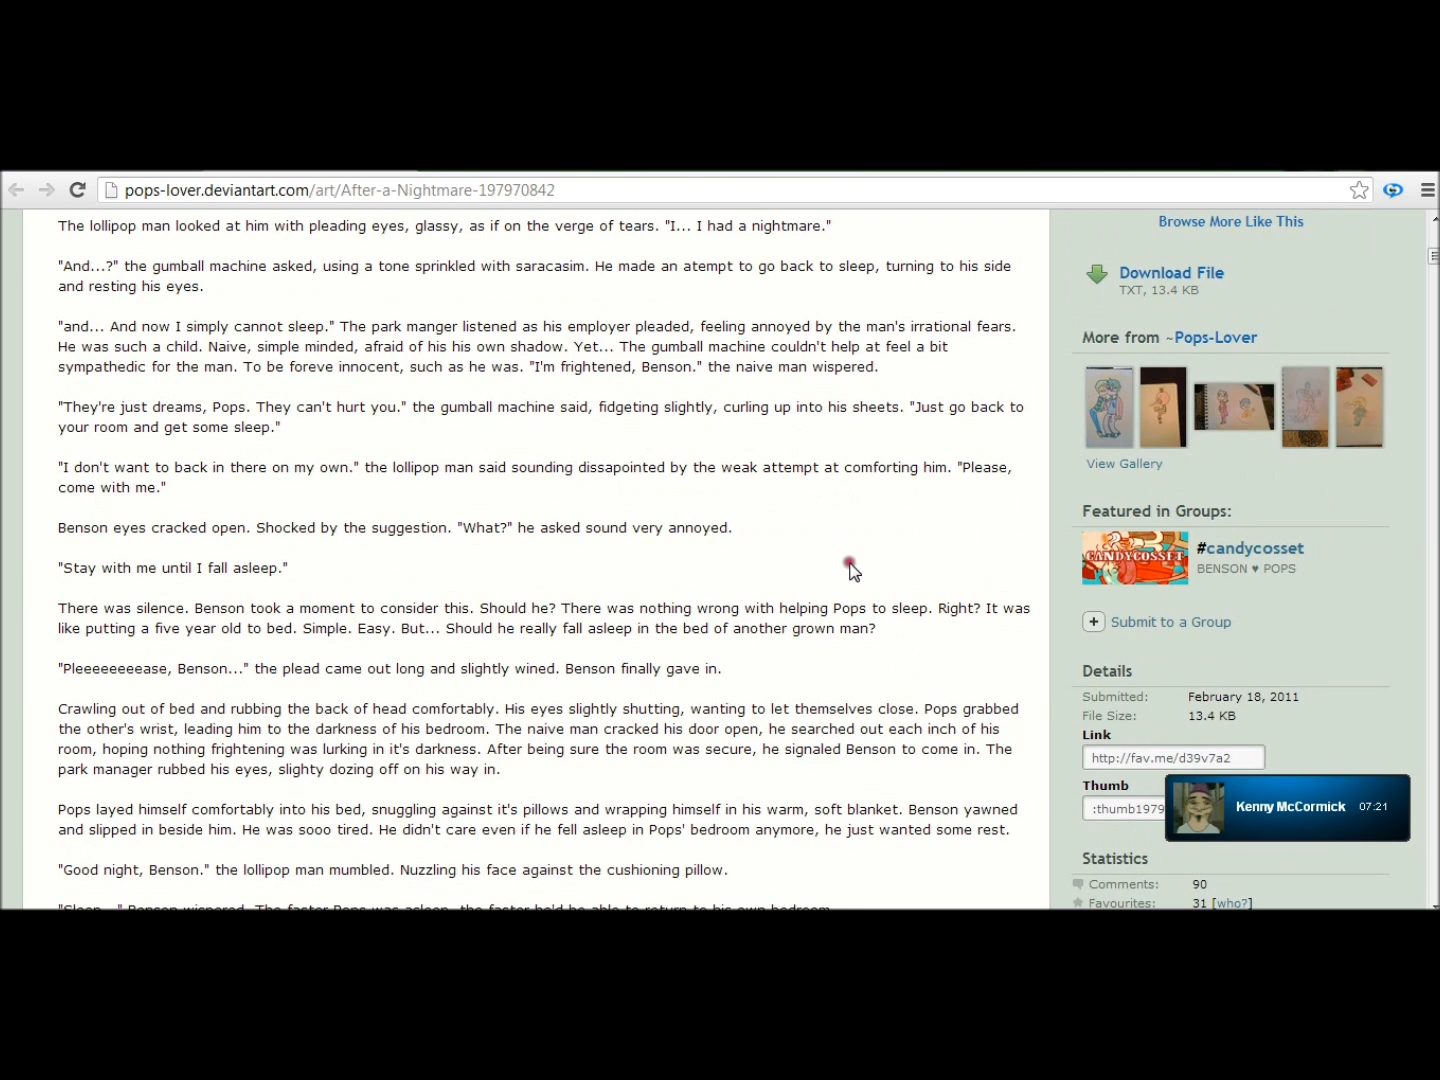 pops-lover.deviantart.com/art/After-a-Nightmare-197970842
The lollipop man looked at him with pleading eyes, glassy, as if on the verge of tears. "I... I had a nightmare."
"And...?" the gumball machine asked, using a tone sprinkled with saracasim. He made an atempt to go back to sleep, turning to his side
and resting his eyes.
"and... And now I simply cannot sleep." The park manger listened as his employer pleaded, feeling annoyed by the man's irrational fears.
He was such a child. Naive, simple minded, afraid of his his own shadow. Yet... The gumball machine couldn't help at feel a bit
sympathedic for the man. To be foreve innocent, such as he was. "I'm frightened, Benson." the naive man wispered.
"They're just dreams, Pops. They can't hurt you." the gumball machine said, fidgeting slightly, curling up into his sheets. "Just go back to
your room and get some sleep."
"I don't want to back in there on my own." the lollipop man said sounding dissapointed by the weak attempt at comforting him. "Please,
come with me."
Benson eyes cracked open. Shocked by the suggestion. "What?" he asked sound very annoyed.
"Stay with me until I fall asleep."
There was silence. Benson took a moment to consider this. Should he? There was nothing wrong with helping Pops to sleep. Right? It was
like putting a five year old to bed. Simple. Easy. But... Should he really fall asleep in the bed of another grown man?
"Pleeeeeeeease, Benson..." the plead came out long and slightly wined. Benson finally gave in.
Crawling out of bed and rubbing the back of head comfortably. His eyes slightly shutting, wanting to let themselves close. Pops grabbed
the other's wrist, leading him to the darkness of his bedroom. The naive man cracked his door open, he searched out each inch of his
room, hoping nothing frightening was lurking in it's darkness. After being sure the room was secure, he signaled Benson to come in. The
park manager rubbed his eyes, slighty dozing off on his way in.
Pops layed himself comfortably into his bed, snuggling against it's pillows and wrapping himself in his warm, soft blanket. Benson yawned
and slipped in beside him. He was sooo tired. He didn't care even if he fell asleep in Pops' bedroom anymore, he just wanted some rest.
"Good night, Benson." the lollipop man mumbled. Nuzzling his face against the cushioning pillow.
"Sleep..." Benson wispered. The faster Pops was asleep, the faster he'd be able to return to his own bedroom.
Browse More Like This
Download File
TXT, 13.4 KB
More from ~Pops-Lover
View Gallery
Featured in Groups:
CANDYCOSSET
#candycosset
BENSON ♥ POPS
+ Submit to a Group
Details
Submitted: February 18, 2011
File Size: 13.4 KB
Link
http://fav.me/d39v7a2
Thumb
:thumb1979
Kenny McCormick 07:21
Statistics
Comments: 90
Favourites: 31 [who?]